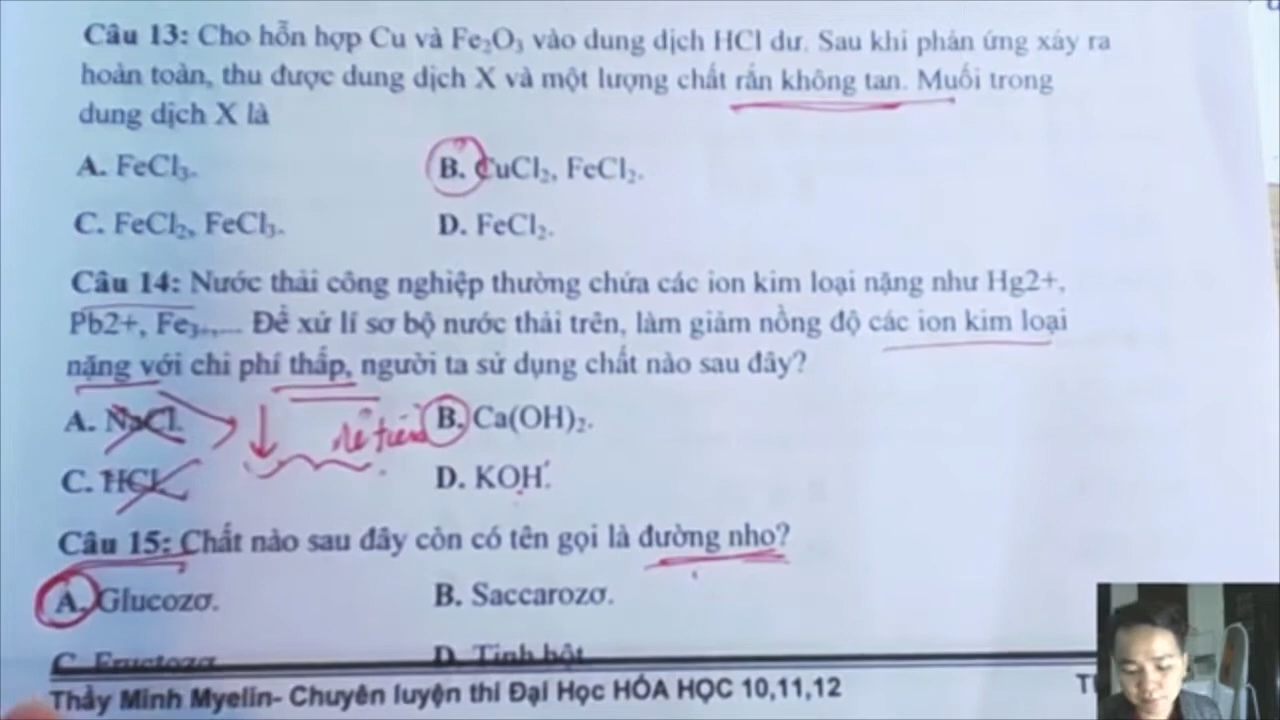 Câu 13: Cho hỗn hợp Cu và Fe₂O₃ vào dung dịch HCl dư. Sau khi phản ứng xảy ra
hoàn toàn, thu được dung dịch X và một lượng chất rắn không tan. Muối trong
dung dịch X là
A. FeCl₃. B. CuCl₂, FeCl₂.
C. FeCl₂, FeCl₃. D. FeCl₂.
Câu 14: Nước thải công nghiệp thường chứa các ion kim loại nặng như Hg2+,
Pb2+, Fe₃₊,... Để xử lí sơ bộ nước thải trên, làm giảm nồng độ các ion kim loại
nặng với chi phí thấp, người ta sử dụng chất nào sau đây?
A. NaCl. B. Ca(OH)₂.
C. HCl. D. KOH.
Câu 15: Chất nào sau đây còn có tên gọi là đường nho?
A. Glucozơ. B. Saccarozơ.
C. Fructozơ D. Tinh bột
Thầy Minh Myelin- Chuyên luyện thi Đại Học HÓA HỌC 10,11,12